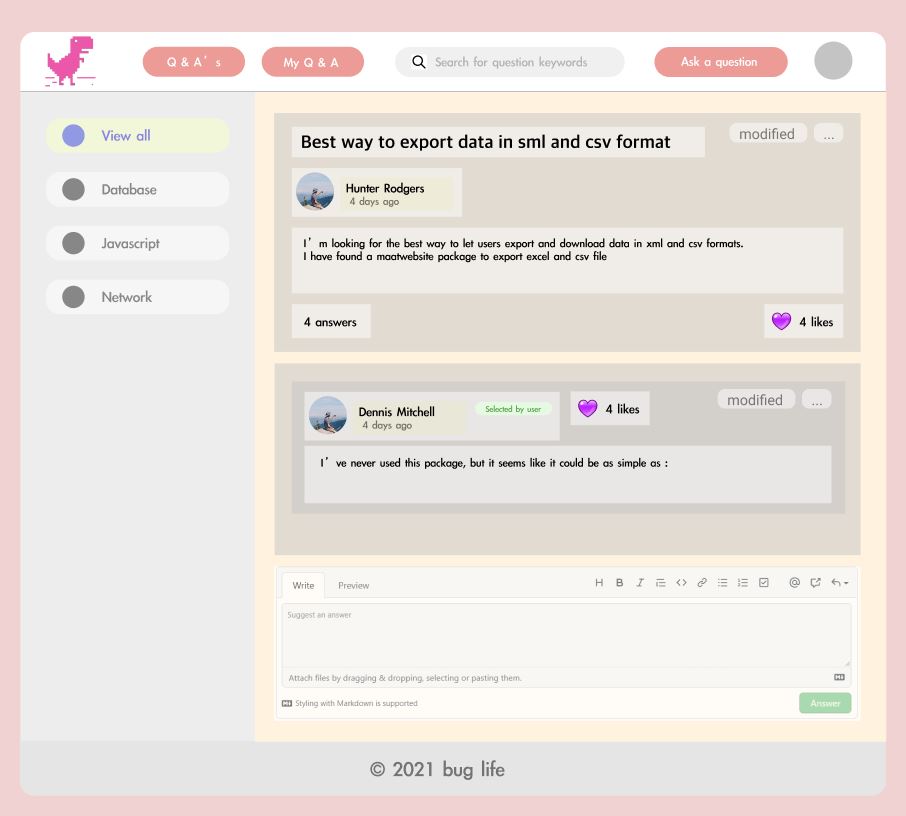 Q & A's
My Q & A
Search for question keywords
Ask a question
View all
Database
Javascript
Network
Best way to export data in sml and csv format
modified
...
Hunter Rodgers
4 days ago
I'm looking for the best way to let users export and download data in xml and csv formats.
I have found a maatwebsite package to export excel and csv file
4 answers
4 likes
Dennis Mitchell
4 days ago
Selected by user
4 likes
modified
...
I've never used this package, but it seems like it could be as simple as :
Write
Preview
H B I
Suggest an answer
Attach files by dragging & dropping, selecting or pasting them.
Styling with Markdown is supported
Answer
© 2021 bug life